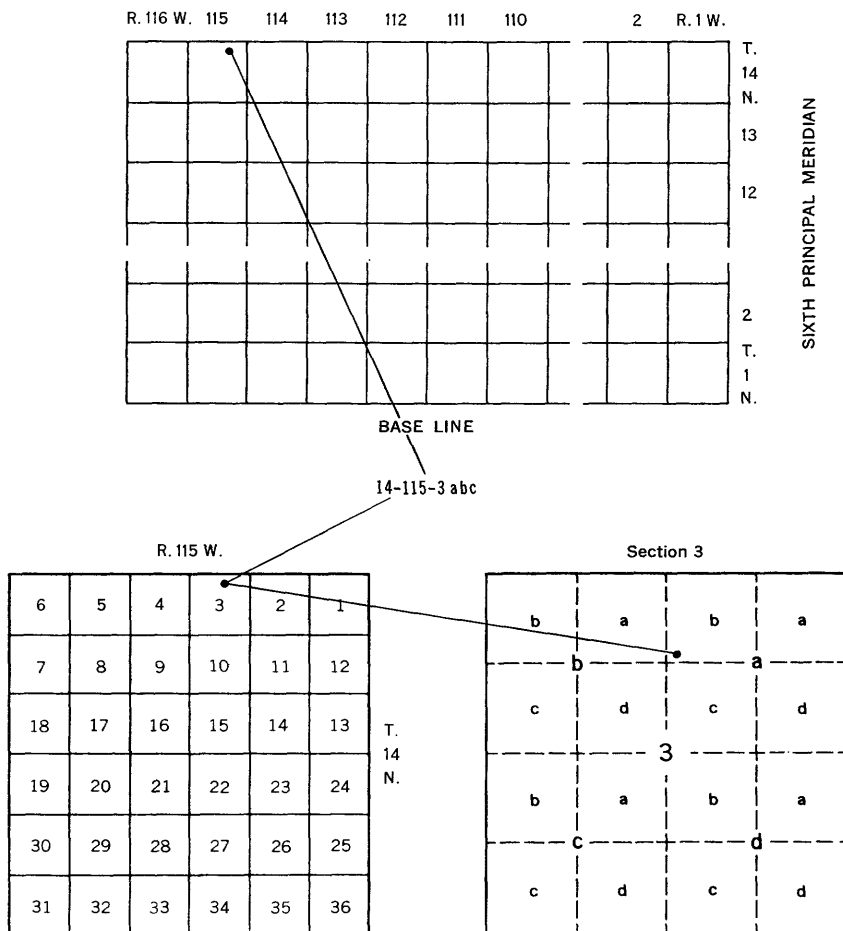 R. 116 W. 115 114 113 112 111 110 2 R. 1 W.
T.
14
N.
13
12
2
T.
1
N.
SIXTH PRINCIPAL MERIDIAN
BASE LINE
14-115-3 abc
R. 115 W.
6 5 4 3 2 1
7 8 9 10 11 12
18 17 16 15 14 13
19 20 21 22 23 24
30 29 28 27 26 25
31 32 33 34 35 36
T.
14
N.
Section 3
b a b a
b a
c d c d
3
b a b a
c d
c d c d